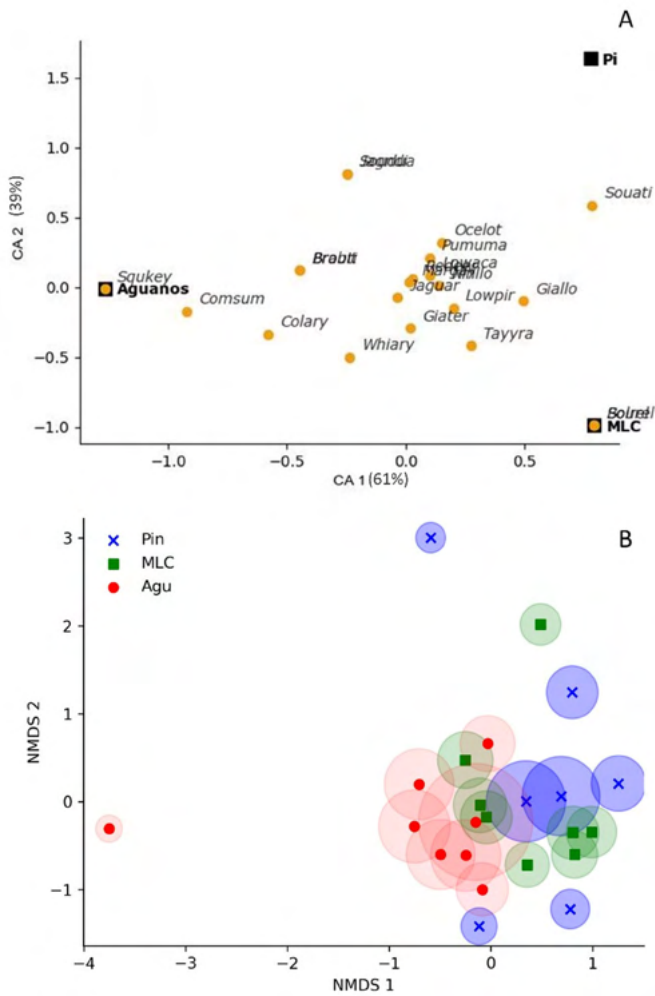 A
1.5
1.0
0.5
0.0
−0.5
−1.0
CA 2 (39%)
Pi
Souati
Ocelot
Pumuma
Squkey
Aguanos
Comsum
Jaguar
Lowpir
Giallo
Colary
Giater
Whiary
Tayyra
MLC
−1.0
−0.5
0.0
0.5
CA 1 (61%)
B
Pin
MLC
Agu
3
2
1
0
−1
NMDS 2
−4
−3
−2
−1
0
1
NMDS 1